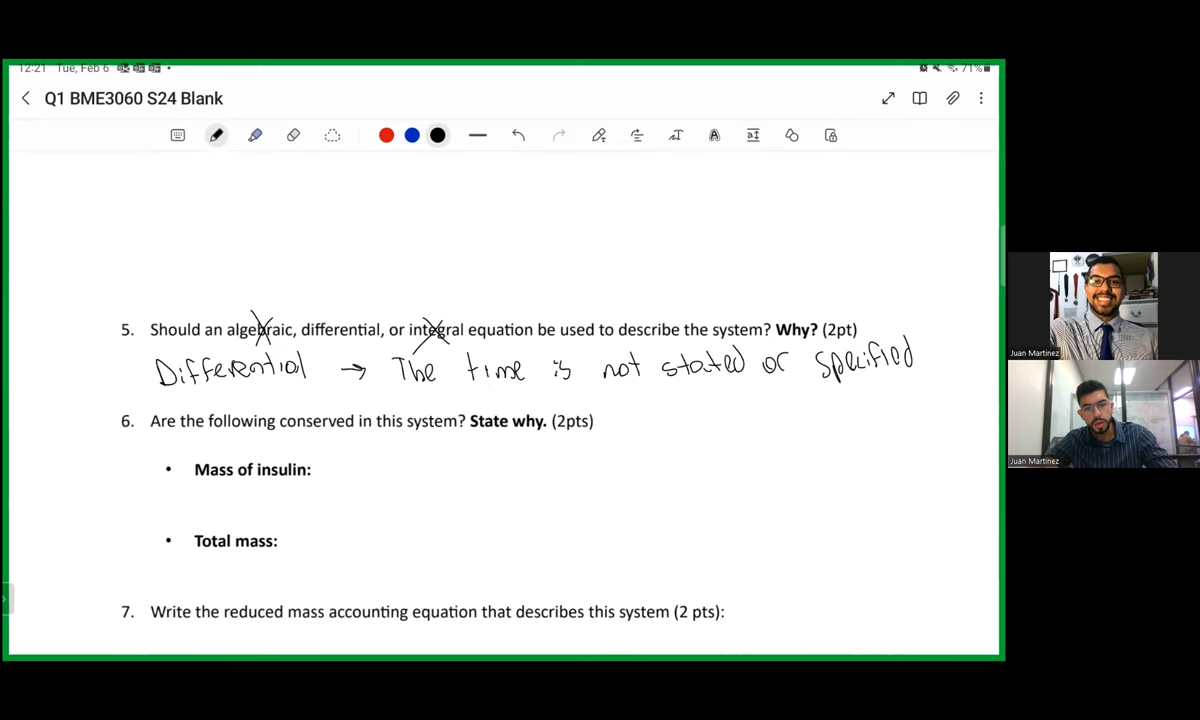 12:21 Tue, Feb 6
71%
Q1 BME3060 S24 Blank
5. Should an algebraic, differential, or integral equation be used to describe the system? Why? (2pt)
Differential → The time is not stated or specified
6. Are the following conserved in this system? State why. (2pts)
• Mass of insulin:
• Total mass:
7. Write the reduced mass accounting equation that describes this system (2 pts):
Juan Martinez
Juan Martinez